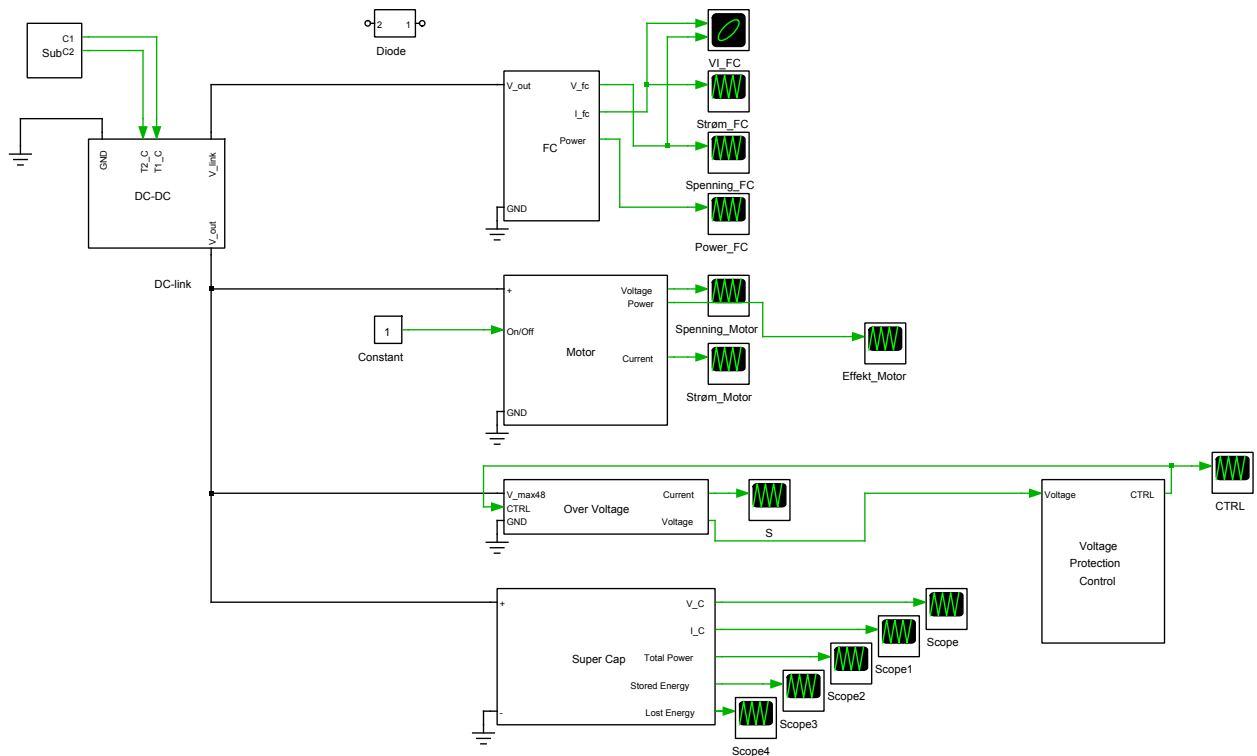 C1
Sub
C2
2
1
Diode
VI_FC
V_out
V_fc
I_fc
Power
FC
GND
Strøm_FC
Spenning_FC
Power_FC
GND
T2_C
T1_C
V_link
DC-DC
V_out
DC-link
+
Voltage
Power
On/Off
Motor
Current
GND
1
Constant
Spenning_Motor
Effekt_Motor
Strøm_Motor
V_max48
CTRL
GND
Over Voltage
Current
Voltage
S
Voltage
CTRL
Voltage
Protection
Control
CTRL
+
V_C
I_C
Super Cap
Total Power
Stored Energy
Lost Energy
-
Scope
Scope1
Scope2
Scope3
Scope4